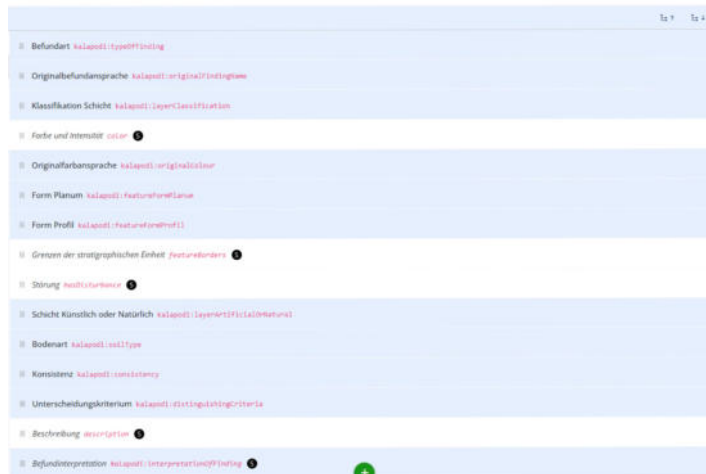 Befundart kalapodi:typeOfFinding
Originalbefundansprache kalapodi:originalFindingName
Klassifikation Schicht kalapodi:layerClassification
Farbe und Intensität color S
Originalfarbansprache kalapodi:originalColour
Form Planum kalapodi:featureFormPlanum
Form Profil kalapodi:featureFormProfil
Grenzen der stratigraphischen Einheit featureBorders S
Störung hasDisturbance S
Schicht Künstlich oder Natürlich kalapodi:layerArtificialOrNatural
Bodenart kalapodi:soilType
Konsistenz kalapodi:consistency
Unterscheidungskriterium kalapodi:distinguishingCriteria
Beschreibung description S
Befundinterpretation kalapodi:interpretationOfFinding S
+